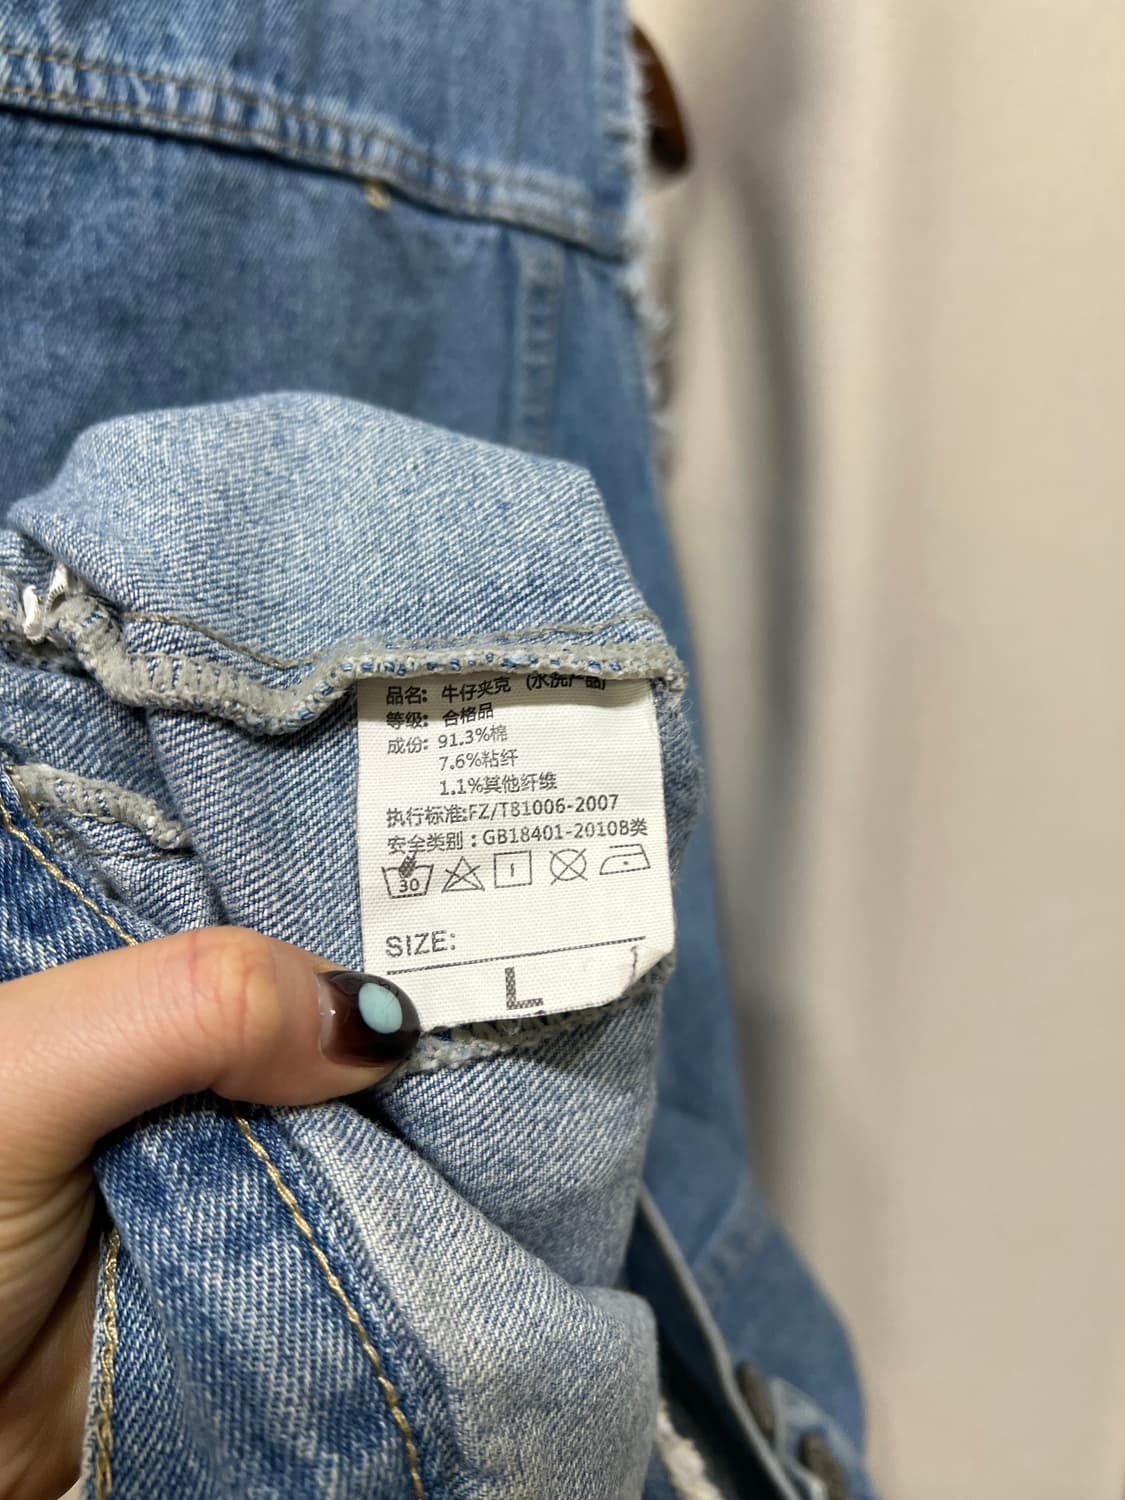 品名: 牛仔夹克 (水洗产品)
等级: 合格品
成份: 91.3%棉
7.6%粘纤
1.1%其他纤维
执行标准:FZ/T81006-2007
安全类别:GB18401-2010B类
30
SIZE:
L